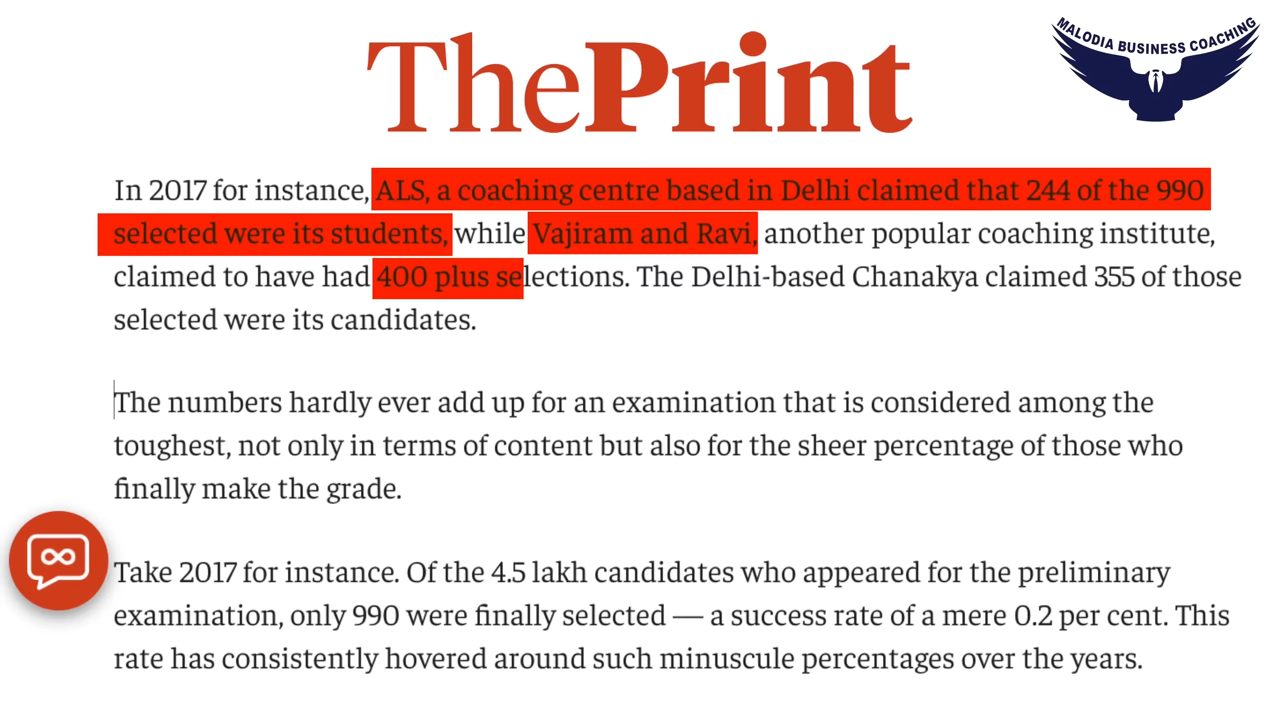 ThePrint
MALODIA BUSINESS COACHING
In 2017 for instance, ALS, a coaching centre based in Delhi claimed that 244 of the 990
selected were its students, while Vajiram and Ravi, another popular coaching institute,
claimed to have had 400 plus selections. The Delhi-based Chanakya claimed 355 of those
selected were its candidates.
The numbers hardly ever add up for an examination that is considered among the
toughest, not only in terms of content but also for the sheer percentage of those who
finally make the grade.
Take 2017 for instance. Of the 4.5 lakh candidates who appeared for the preliminary
examination, only 990 were finally selected — a success rate of a mere 0.2 per cent. This
rate has consistently hovered around such minuscule percentages over the years.